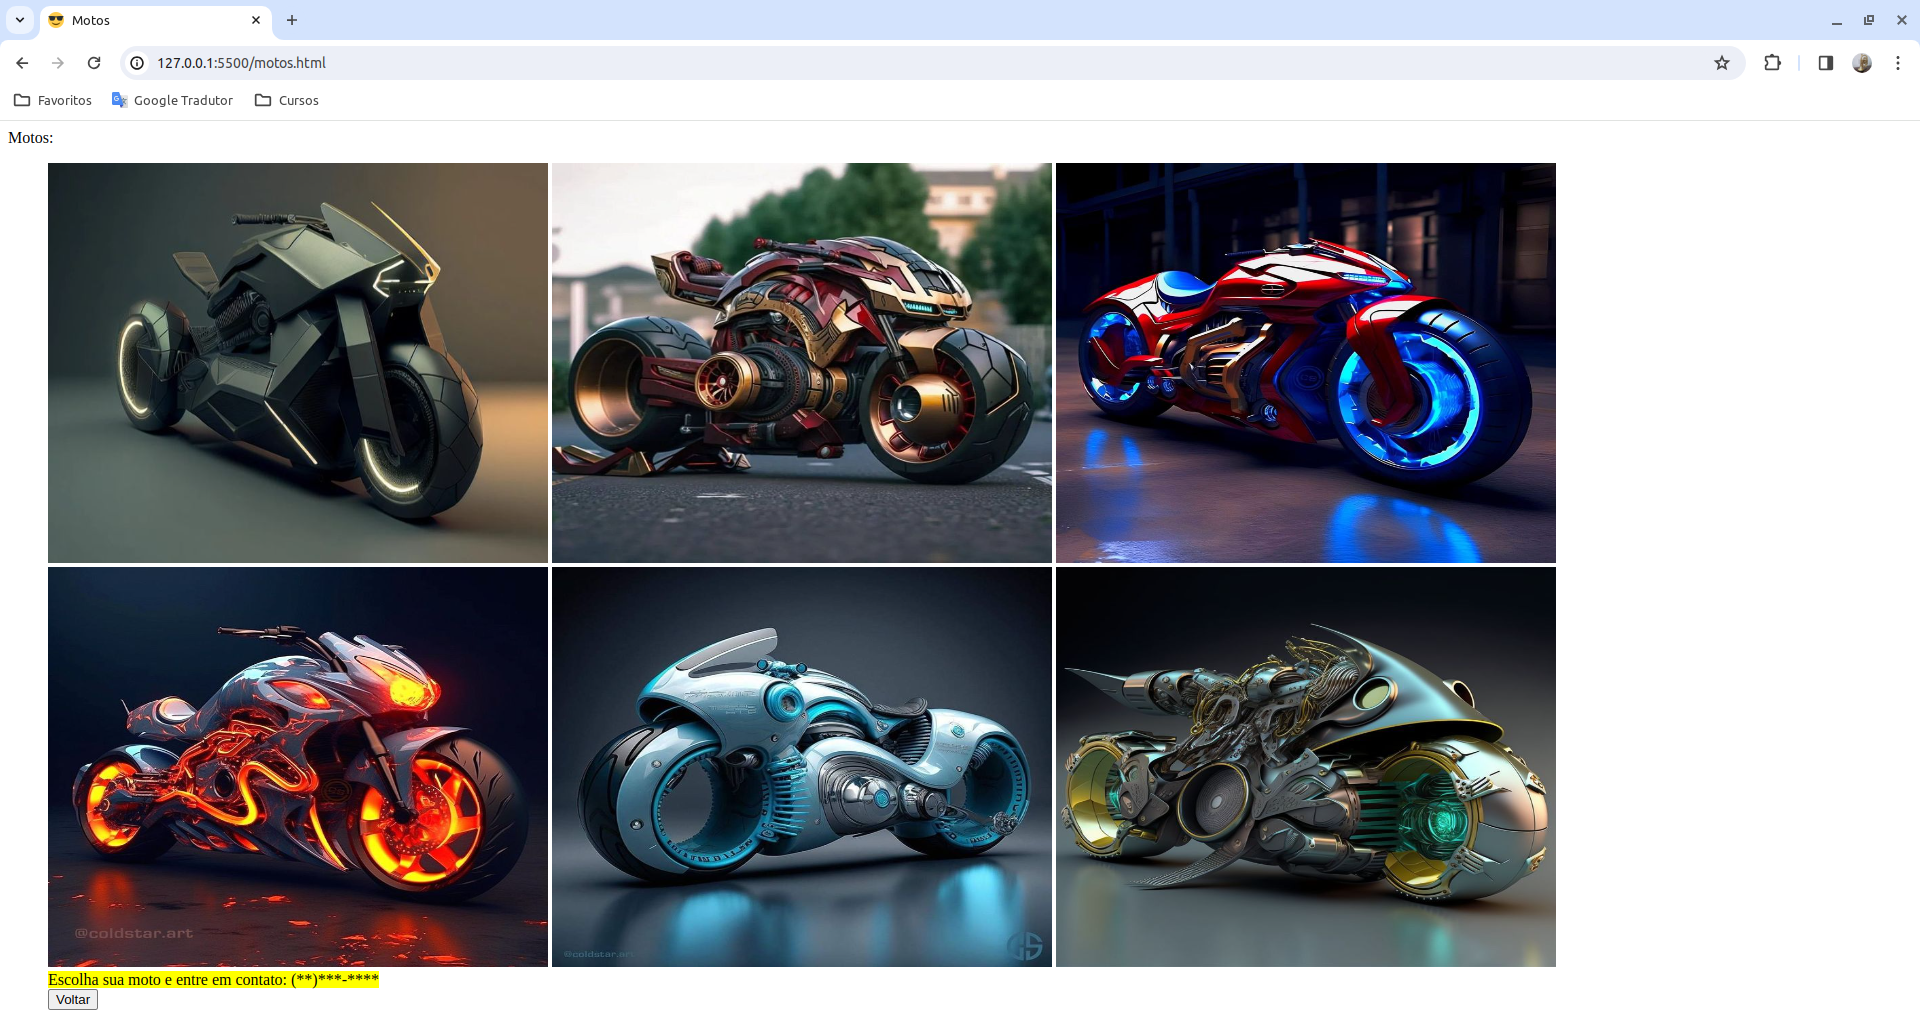 Motos
127.0.0.1:5500/motos.html
Favoritos Google Tradutor Cursos
Motos:
@coldstar.art
@coldstar.art
Escolha sua moto e entre em contato: (**)***-****
Voltar